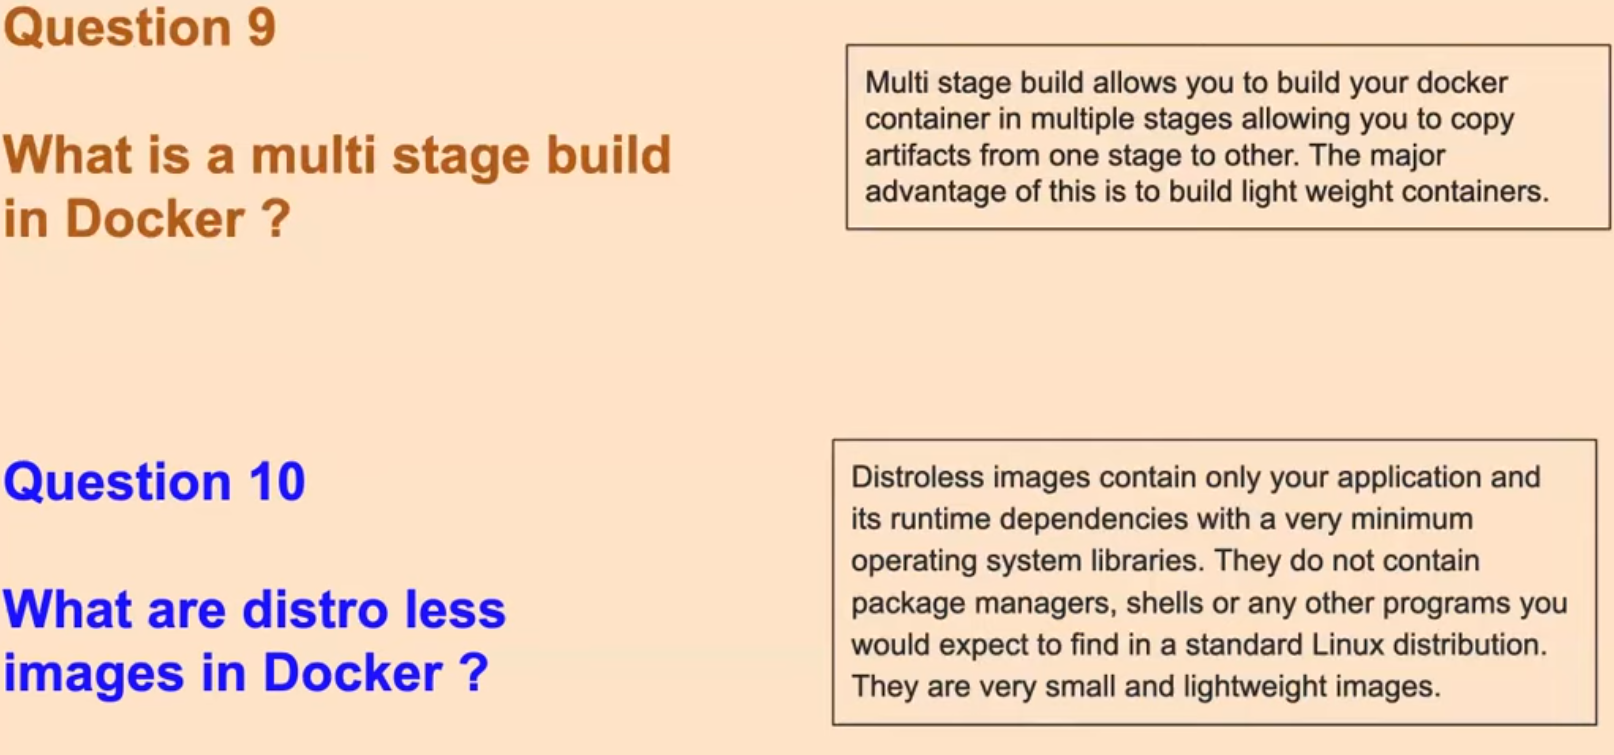 Question 9
What is a multi stage build
in Docker ?
Multi stage build allows you to build your docker
container in multiple stages allowing you to copy
artifacts from one stage to other. The major
advantage of this is to build light weight containers.
Question 10
What are distro less
images in Docker ?
Distroless images contain only your application and
its runtime dependencies with a very minimum
operating system libraries. They do not contain
package managers, shells or any other programs you
would expect to find in a standard Linux distribution.
They are very small and lightweight images.